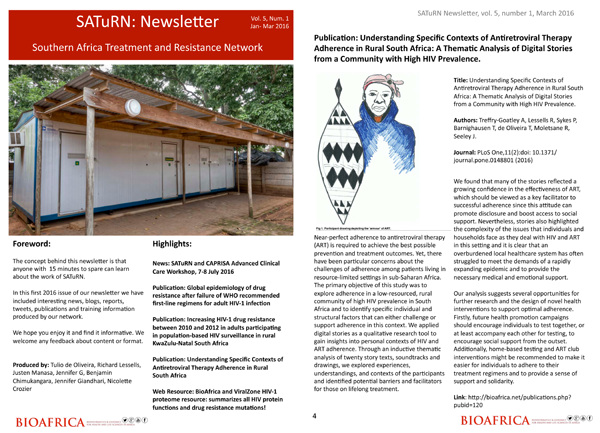 SATuRN: Newsletter
Vol. 5, Num. 1
Jan- Mar 2016
Southern Africa Treatment and Resistance Network
Foreword:
The concept behind this newsletter is that
anyone with 15 minutes to spare can learn
about the work of SATuRN.
In this first 2016 issue of our newsletter we have
included interesting news, blogs, reports,
tweets, publications and training information
produced by our network.
We hope you enjoy it and find it informative. We
welcome any feedback about content or format.
Produced by: Tulio de Oliveira, Richard Lessells,
Justen Manasa, Jennifer G, Benjamin
Chimukangara, Jennifer Giandhari, Nicolette
Crozier
Highlights:
News: SATuRN and CAPRISA Advanced Clinical
Care Workshop, 7-8 July 2016
Publication: Global epidemiology of drug
resistance after failure of WHO recommended
first-line regimens for adult HIV-1 infection
Publication: Increasing HIV-1 drug resistance
between 2010 and 2012 in adults participating
in population-based HIV surveillance in rural
KwaZulu-Natal South Africa
Publication: Understanding Specific Contexts of
Antiretroviral Therapy Adherence in Rural
South Africa
Web Resource: BioAfrica and ViralZone HIV-1
proteome resource: summarizes all HIV protein
functions and drug resistance mutations!
BIOAFRICA
SATuRN Newsletter, vol. 5, number 1, March 2016
Publication: Understanding Specific Contexts of Antiretroviral Therapy
Adherence in Rural South Africa: A Thematic Analysis of Digital Stories
from a Community with High HIV Prevalence.
Fig 1. Participant drawing depicting the 'armour' of ART.
Near-perfect adherence to antiretroviral therapy
(ART) is required to achieve the best possible
prevention and treatment outcomes. Yet, there
have been particular concerns about the
challenges of adherence among patients living in
resource-limited settings in sub-Saharan Africa.
The primary objective of this study was to
explore adherence in a low-resourced, rural
community of high HIV prevalence in South
Africa and to identify specific individual and
structural factors that can either challenge or
support adherence in this context. We applied
digital stories as a qualitative research tool to
gain insights into personal contexts of HIV and
ART adherence. Through an inductive thematic
analysis of twenty story texts, soundtracks and
drawings, we explored experiences,
understandings, and contexts of the participants
and identified potential barriers and facilitators
for those on lifelong treatment.
Title: Understanding Specific Contexts of
Antiretroviral Therapy Adherence in Rural South
Africa: A Thematic Analysis of Digital Stories
from a Community with High HIV Prevalence.
Authors: Treffry-Goatley A, Lessells R, Sykes P,
Barnighausen T, de Oliveira T, Moletsane R,
Seeley J.
Journal: PLoS One,11(2):doi: 10.1371/
journal.pone.0148801 (2016)
We found that many of the stories reflected a
growing confidence in the effectiveness of ART,
which should be viewed as a key facilitator to
successful adherence since this attitude can
promote disclosure and boost access to social
support. Nevertheless, stories also highlighted
the complexity of the issues that individuals and
households face as they deal with HIV and ART
in this setting and it is clear that an
overburdened local healthcare system has often
struggled to meet the demands of a rapidly
expanding epidemic and to provide the
necessary medical and emotional support.
Our analysis suggests several opportunities for
further research and the design of novel health
interventions to support optimal adherence.
Firstly, future health promotion campaigns
should encourage individuals to test together, or
at least accompany each other for testing, to
encourage social support from the outset.
Additionally, home-based testing and ART club
interventions might be recommended to make it
easier for individuals to adhere to their
treatment regimens and to provide a sense of
support and solidarity.
Link: http://bioafrica.net/publications.php?
pubid=120
4
BIOAFRICA